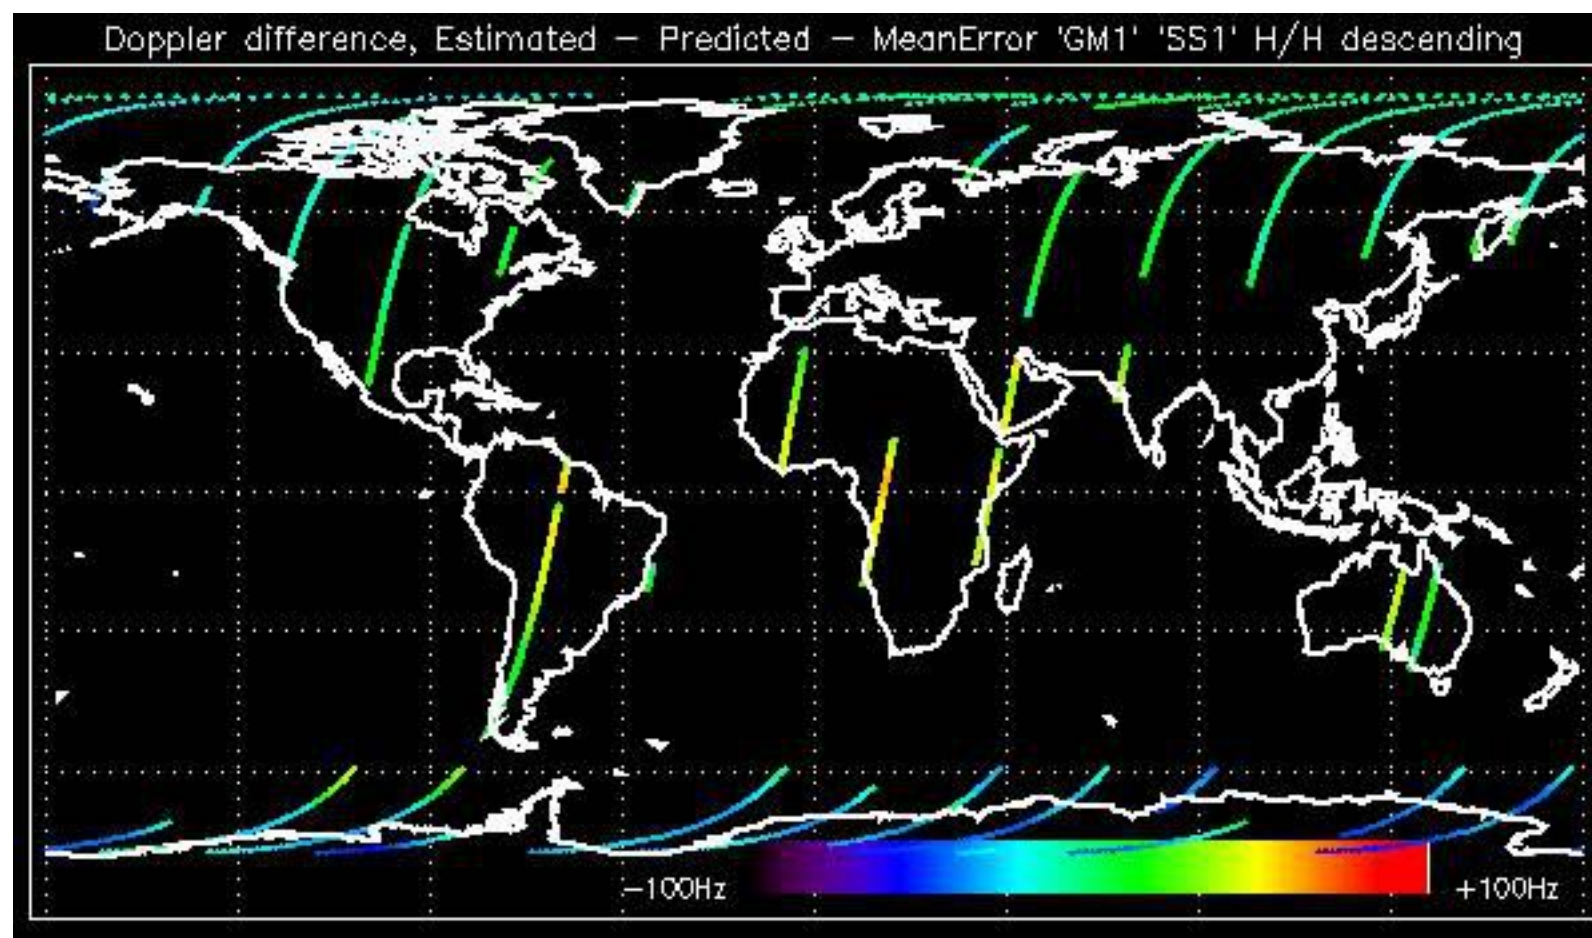 Doppler difference, Estimated – Predicted – MeanError 'GM1' 'SS1' H/H descending
–100Hz +100Hz